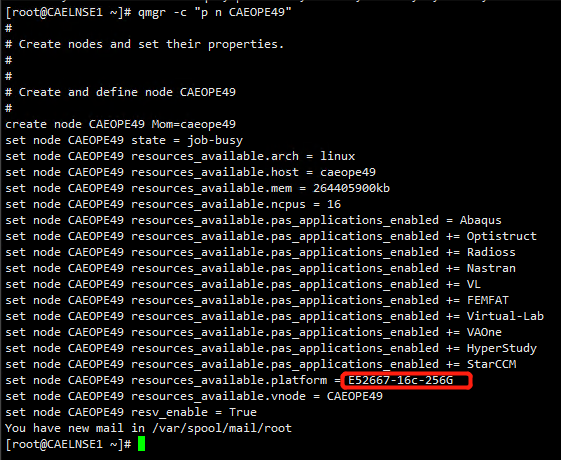 [root@CAELNSE1 ~]# qmgr -c "p n CAEOPE49"
#
# Create nodes and set their properties.
#
#
# Create and define node CAEOPE49
#
create node CAEOPE49 Mom=caeope49
set node CAEOPE49 state = job-busy
set node CAEOPE49 resources_available.arch = linux
set node CAEOPE49 resources_available.host = caeope49
set node CAEOPE49 resources_available.mem = 264405900kb
set node CAEOPE49 resources_available.ncpus = 16
set node CAEOPE49 resources_available.pas_applications_enabled = Abaqus
set node CAEOPE49 resources_available.pas_applications_enabled += Optistruct
set node CAEOPE49 resources_available.pas_applications_enabled += Radioss
set node CAEOPE49 resources_available.pas_applications_enabled += Nastran
set node CAEOPE49 resources_available.pas_applications_enabled += VL
set node CAEOPE49 resources_available.pas_applications_enabled += FEMFAT
set node CAEOPE49 resources_available.pas_applications_enabled += Virtual-Lab
set node CAEOPE49 resources_available.pas_applications_enabled += VAOne
set node CAEOPE49 resources_available.pas_applications_enabled += HyperStudy
set node CAEOPE49 resources_available.pas_applications_enabled += StarCCM
set node CAEOPE49 resources_available.platform = E52667-16c-256G
set node CAEOPE49 resources_available.vnode = CAEOPE49
set node CAEOPE49 resv_enable = True
You have new mail in /var/spool/mail/root
[root@CAELNSE1 ~]#